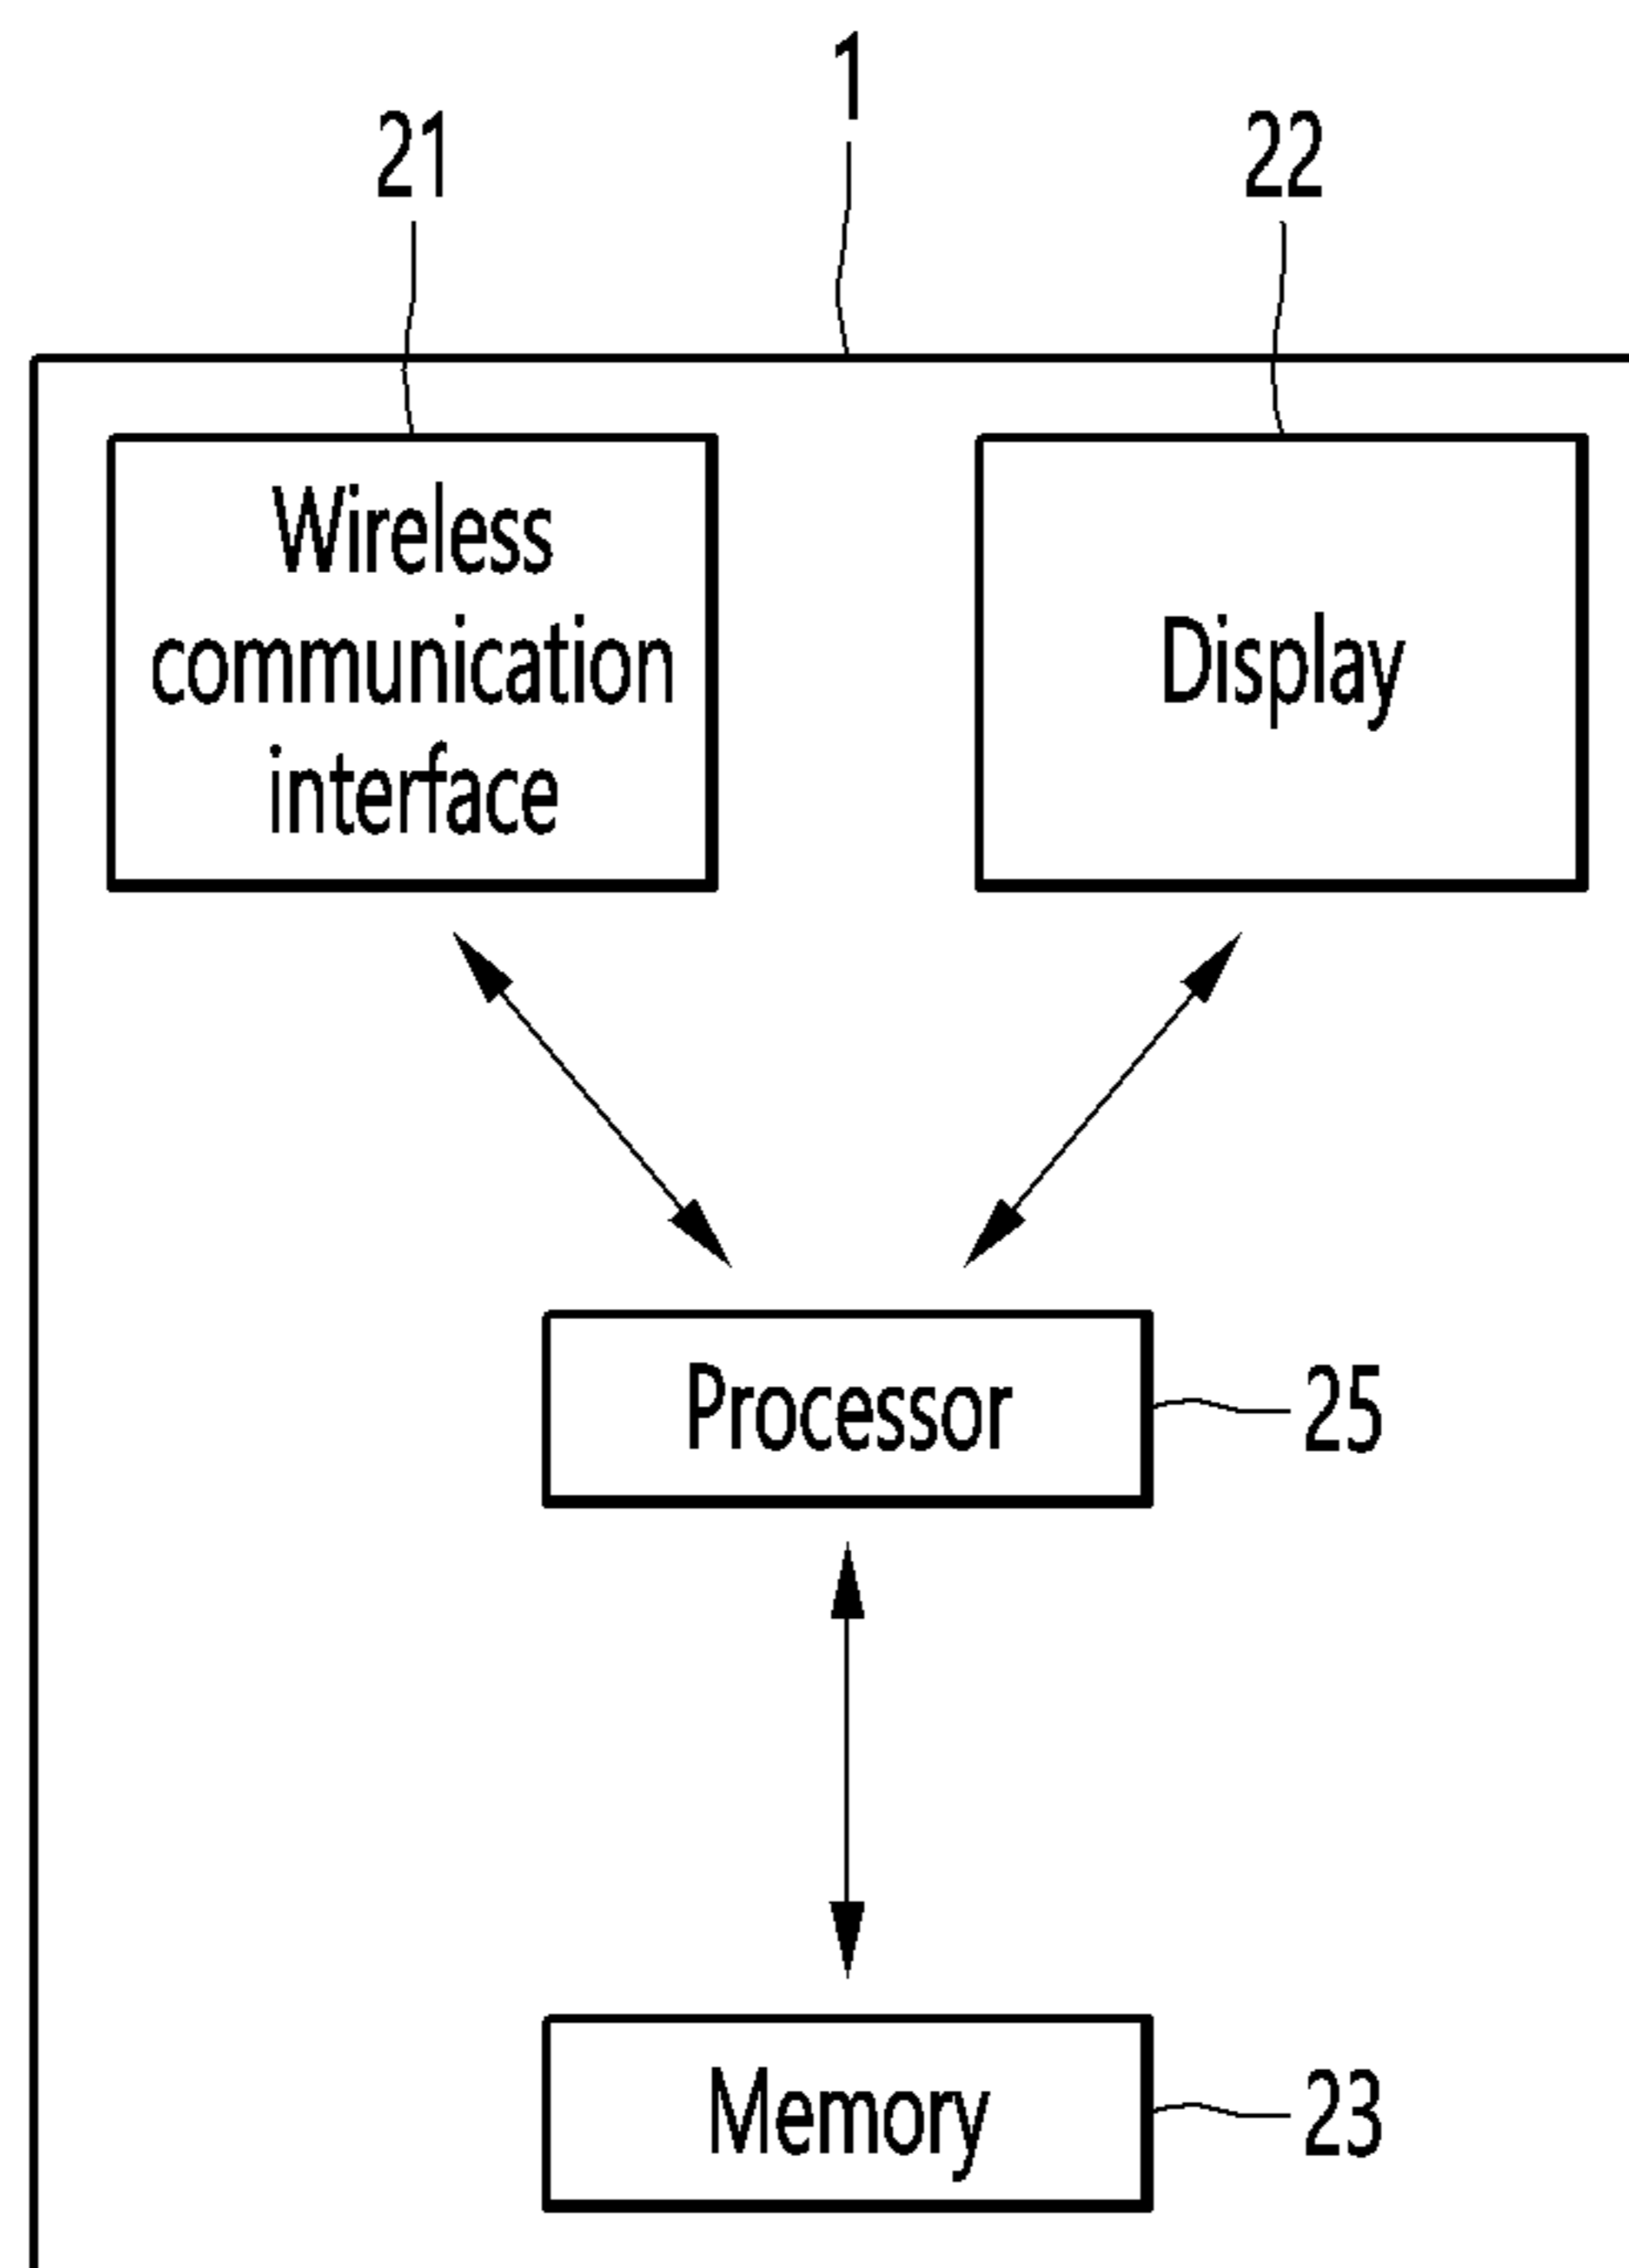 1
21
22
Wireless
communication
interface
Display
Processor
25
Memory
23